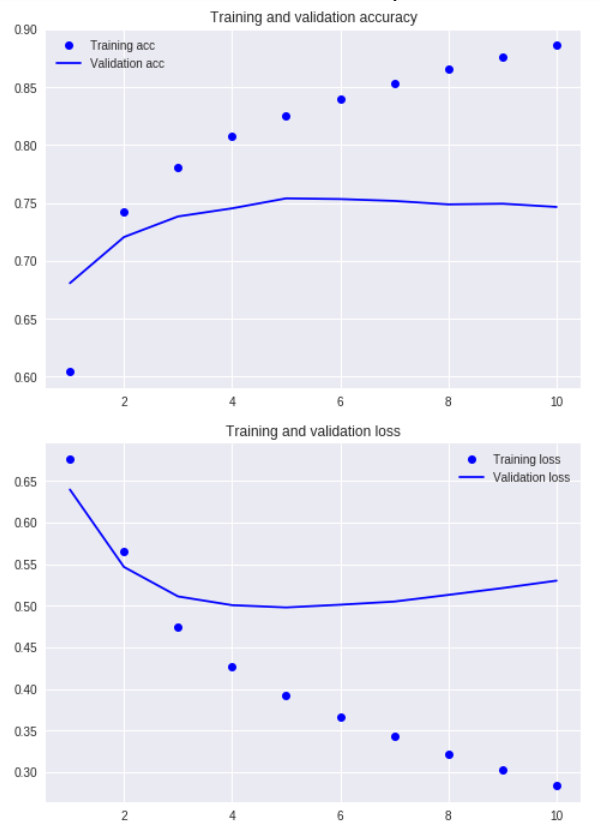 Training and validation accuracy
0.90
Training acc
Validation acc
0.85
0.80
0.75
0.70
0.65
0.60
2 4 6 8 10
Training and validation loss
Training loss
Validation loss
0.65
0.60
0.55
0.50
0.45
0.40
0.35
0.30
2 4 6 8 10